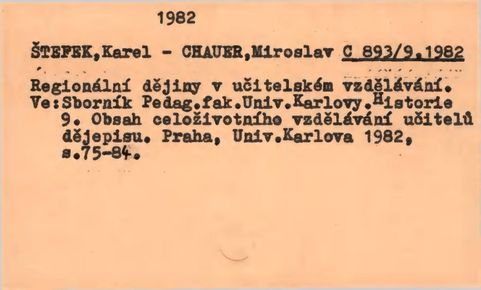 1982
ŠTEFEK,Karel - CHAUER,Miroslav C 893/9.1982
Regionální dějiny v učitelském vzdělávání.
Ve:Sborník Pedag.fak.Univ.Karlovy.Historie
9. Obsah celoživotního vzdělávání učitelů
dějepisu. Praha, Univ.Karlova 1982,
s.75-84.